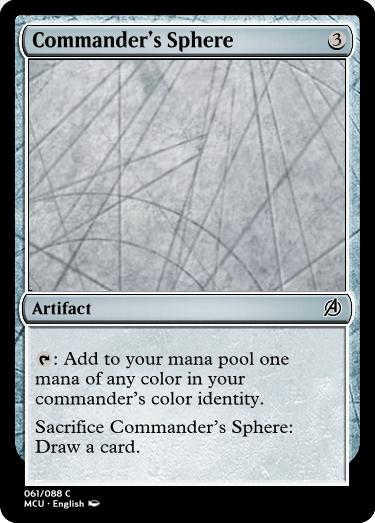 Commander's Sphere 3
Artifact
: Add to your mana pool one
mana of any color in your
commander's color identity.
Sacrifice Commander's Sphere:
Draw a card.
061/088 C
MCU · English